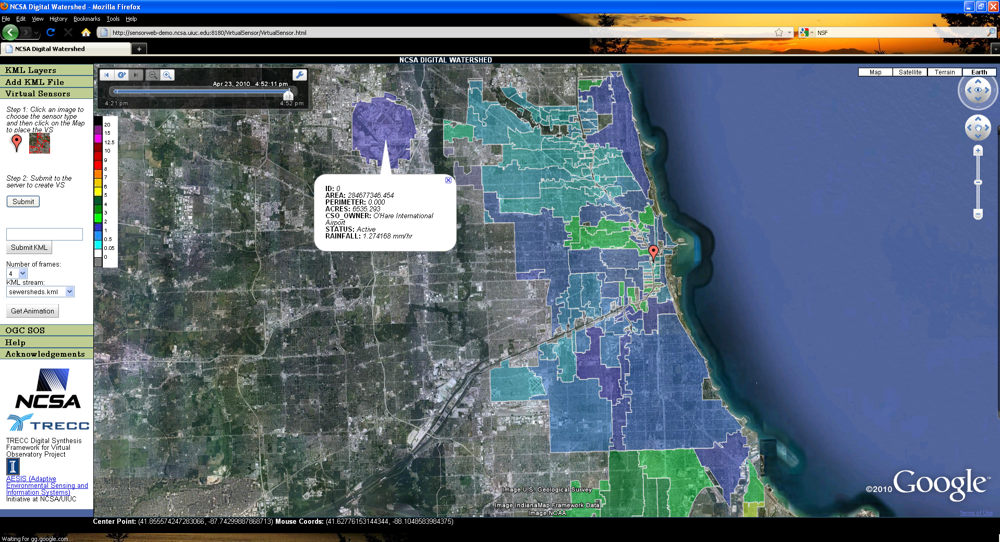 NCSA Digital Watershed - Mozilla Firefox
File Edit View History Bookmarks Tools Help
http://sensorweb-demo.ncsa.uiuc.edu:8180/VirtualSensor/VirtualSensor.html
NSF
NCSA Digital Watershed
NCSA DIGITAL WATERSHED
KML Layers
Add KML File
Virtual Sensors
Step 1: Click an image to
choose the sensor type
and then click on the Map
to place the VS
Step 2: Submit to the
server to create VS
Submit
Submit KML
Number of frames:
4
KML stream:
sewersheds.kml
Get Animation
OGC SOS
Help
Acknowledgements
NCSA
TRECC
TRECC Digital Synthesis
Framework for Virtual
Observatory Project
I
AESIS (Adaptive
Environmental Sensing and
Information Systems)
Initiative at NCSA/UIUC
Apr 23, 2010 4:52:11 pm
4:21 pm
4:52 pm
20
15
12.5
10
9
8
7
6
5
4
3
2
1
0.5
0.05
0
ID: 0
AREA: 284677346.454
PERIMETER: 0.000
ACRES: 6535.293
CSO_OWNER: O'Hare International
Airport
STATUS: Active
RAINFALL: 1.274168 mm/hr
Map Satellite Terrain Earth
Image U.S. Geological Survey
Image IndianaMap Framework Data
Image NOAA
©2010 Google™
Terms of Use
Center Point: (41.855574247283066, -87.74299887868713) Mouse Coords: (41.62776153144344, -88.1048583984375)
Waiting for gg.google.com...